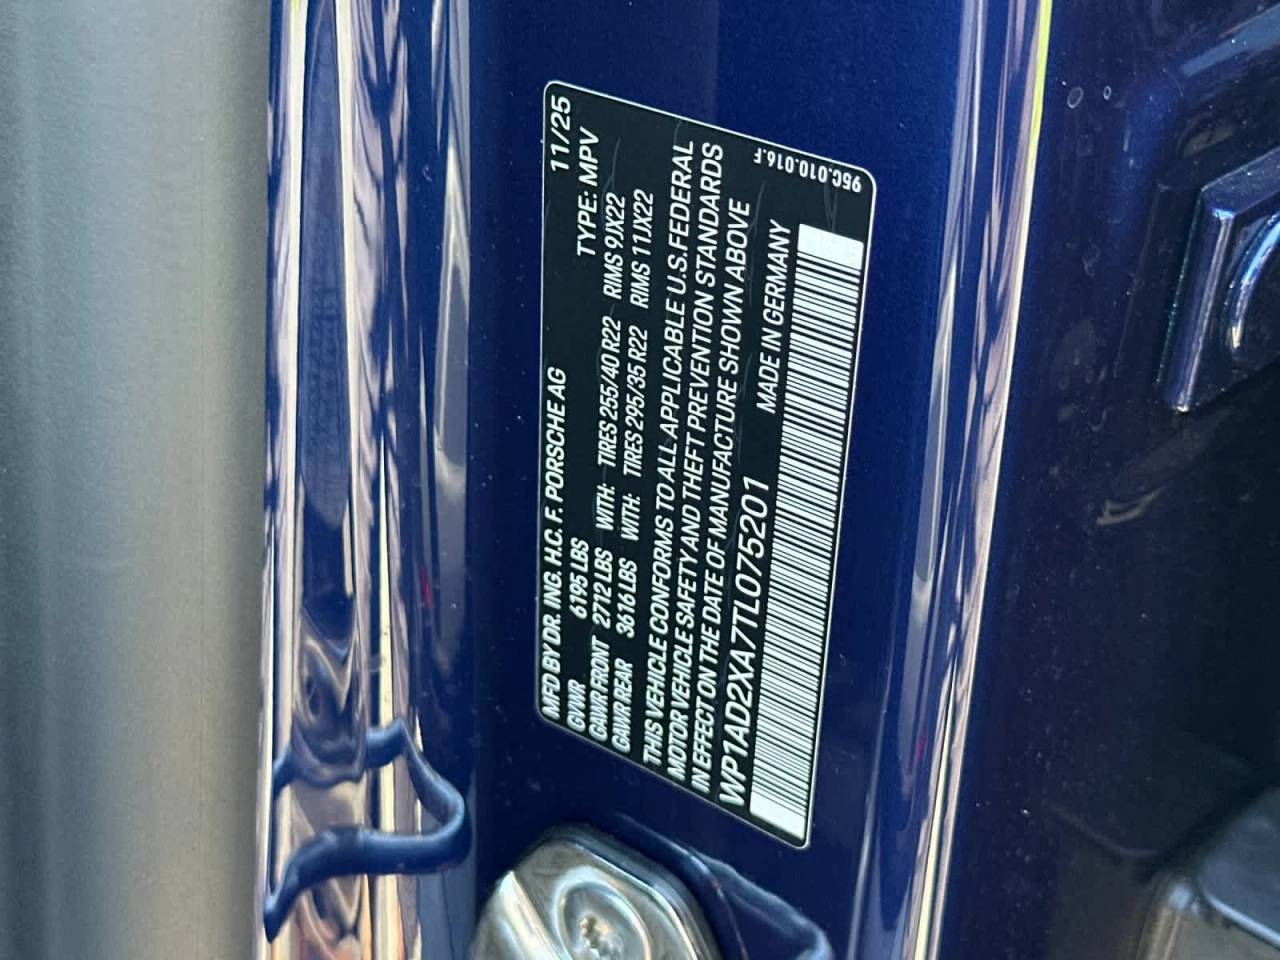 MFD BY DR. ING. H.C. F. PORSCHE AG 11/25
GVWR 6195 LBS TYPE: MPV
GAWR FRONT 2712 LBS WITH: TIRES 255/40 R22 RIMS 9JX22
GAWR REAR 3616 LBS WITH: TIRES 295/35 R22 RIMS 11JX22
THIS VEHICLE CONFORMS TO ALL APPLICABLE U.S. FEDERAL
MOTOR VEHICLE SAFETY AND THEFT PREVENTION STANDARDS
IN EFFECT ON THE DATE OF MANUFACTURE SHOWN ABOVE
WP1AD2XA7TL075201 MADE IN GERMANY
95C.010.016.F